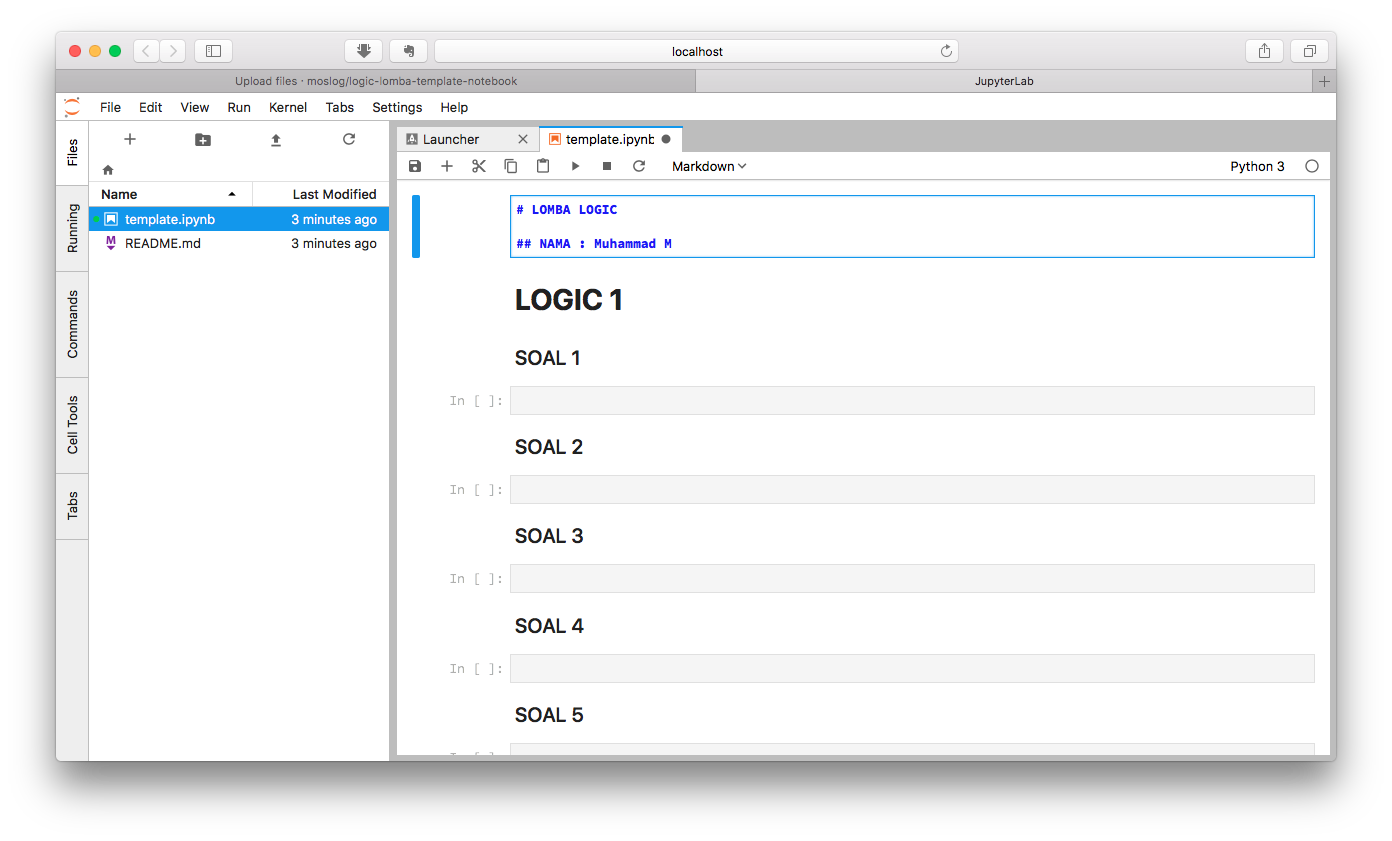 localhost
Upload files · moslog/logic-lomba-template-notebook
JupyterLab
File Edit View Run Kernel Tabs Settings Help
Files
Running
Commands
Cell Tools
Tabs
Name Last Modified
template.ipynb 3 minutes ago
M README.md 3 minutes ago
Launcher
template.ipynb
Markdown
Python 3
# LOMBA LOGIC
## NAMA : Muhammad M
LOGIC 1
SOAL 1
In [ ]:
SOAL 2
In [ ]:
SOAL 3
In [ ]:
SOAL 4
In [ ]:
SOAL 5